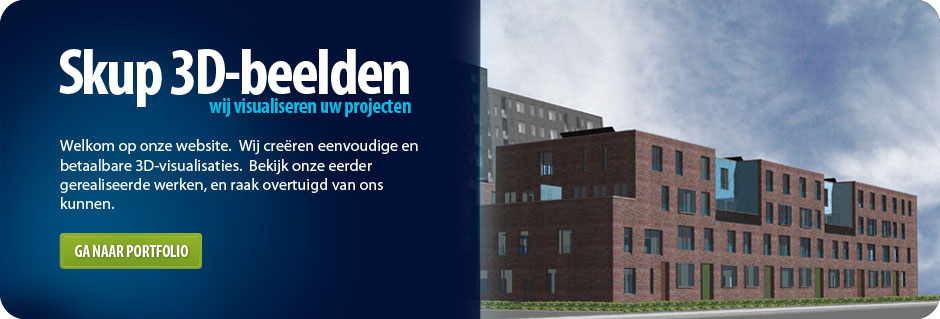 Skup 3D-beelden
wij visualiseren uw projecten
Welkom op onze website.  Wij creëren eenvoudige en
betaalbare 3D-visualisaties.  Bekijk onze eerder
gerealiseerde werken, en raak overtuigd van ons
kunnen.
GA NAAR PORTFOLIO